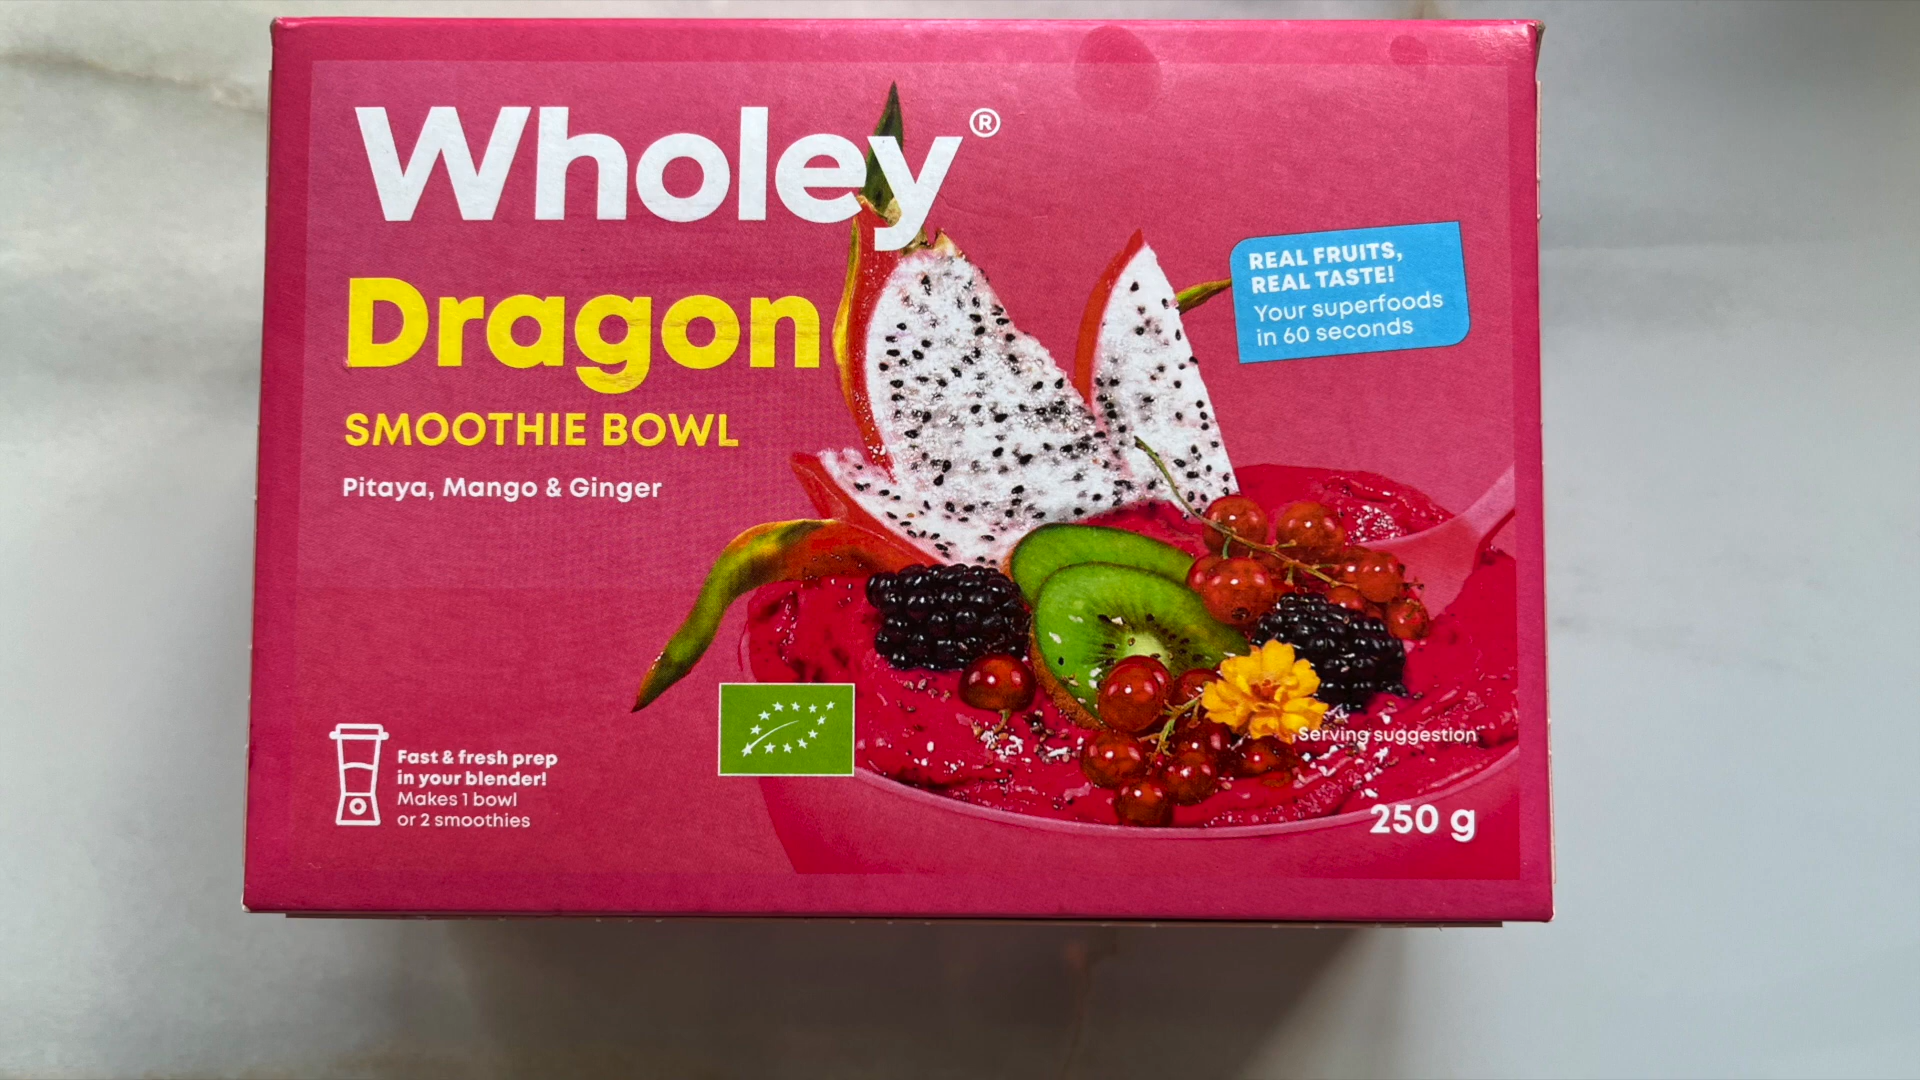 Wholey®
Dragon
SMOOTHIE BOWL
Pitaya, Mango & Ginger
REAL FRUITS,
REAL TASTE!
Your superfoods
in 60 seconds
Fast & fresh prep
in your blender!
Makes 1 bowl
or 2 smoothies
Serving suggestion
250 g